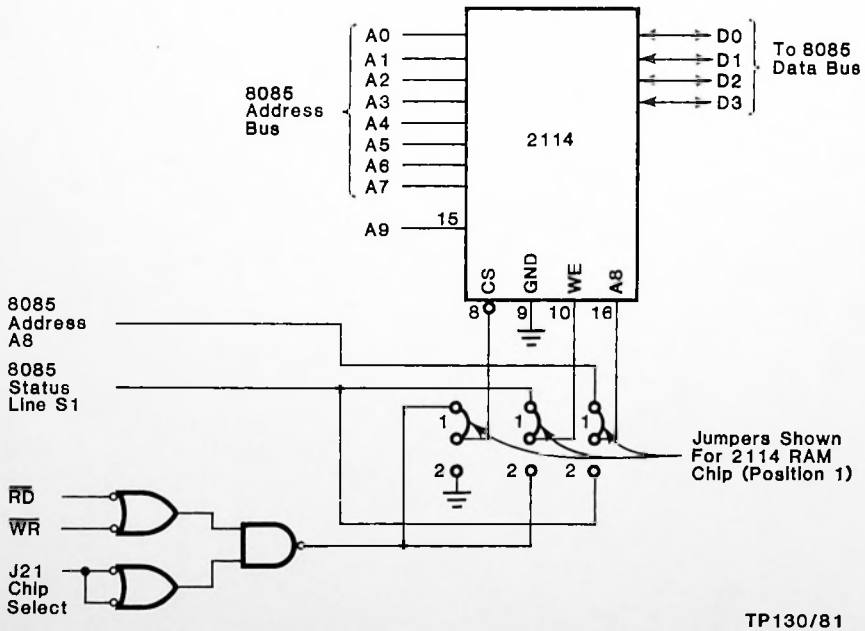 A0
A1
A2
A3
A4
A5
A6
A7
8085
Address
Bus
A9
15
2114
D0
D1
D2
D3
To 8085
Data Bus
CS
GND
WE
A8
8
9
10
16
8085
Address
A8
8085
Status
Line S1
1
1
1
2
2
2
Jumpers Shown
For 2114 RAM
Chip (Position 1)
RD
WR
J21
Chip
Select
TP130/81